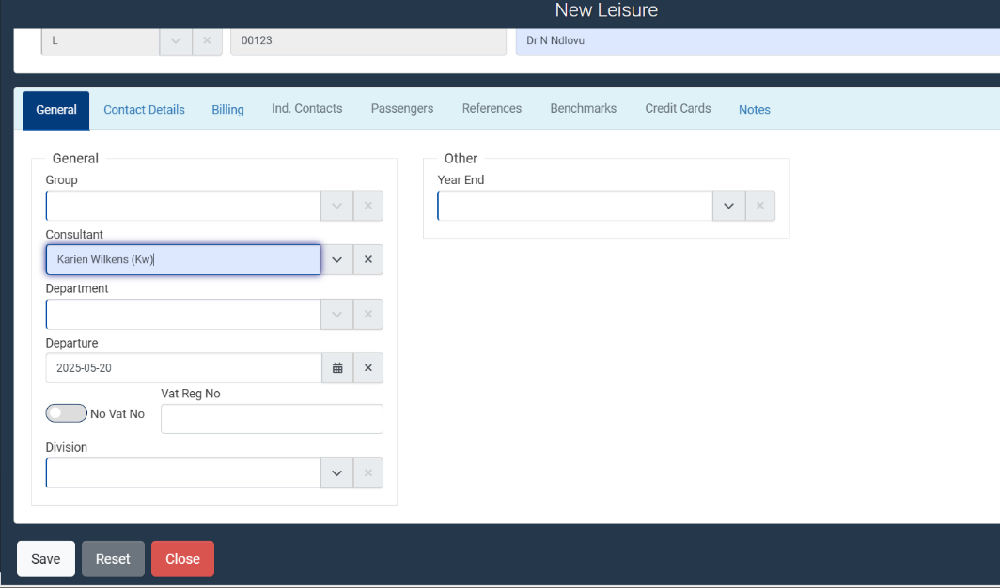 New Leisure
L 00123 Dr N Ndlovu
General Contact Details Billing Ind. Contacts Passengers References Benchmarks Credit Cards Notes
General
Group
Consultant
Karien Wilkens (Kw)
Department
Departure
2025-05-20
No Vat No
Vat Reg No
Division
Other
Year End
Save Reset Close